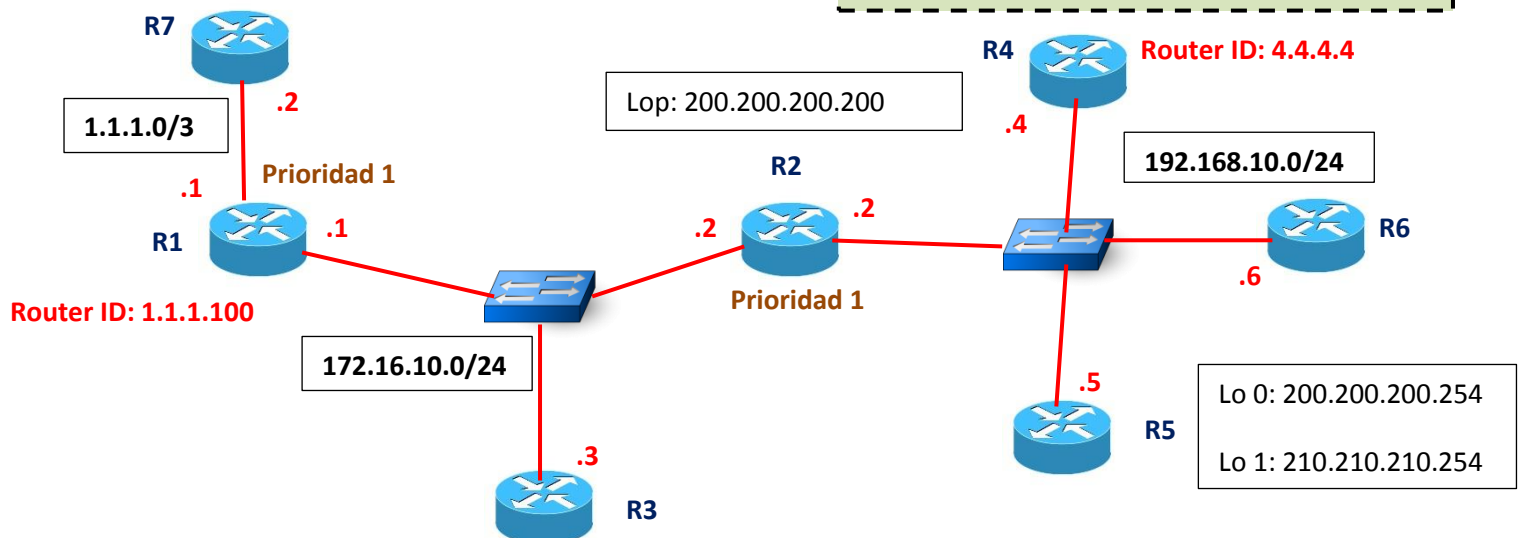 R7
R4
Router ID: 4.4.4.4
.2
Lop: 200.200.200.200
.4
1.1.1.0/3
R2
192.168.10.0/24
Prioridad 1
.1
.2
R1
.1
.2
R6
.6
Router ID: 1.1.1.100
Prioridad 1
172.16.10.0/24
.5
Lo 0: 200.200.200.254
R5
Lo 1: 210.210.210.254
.3
R3